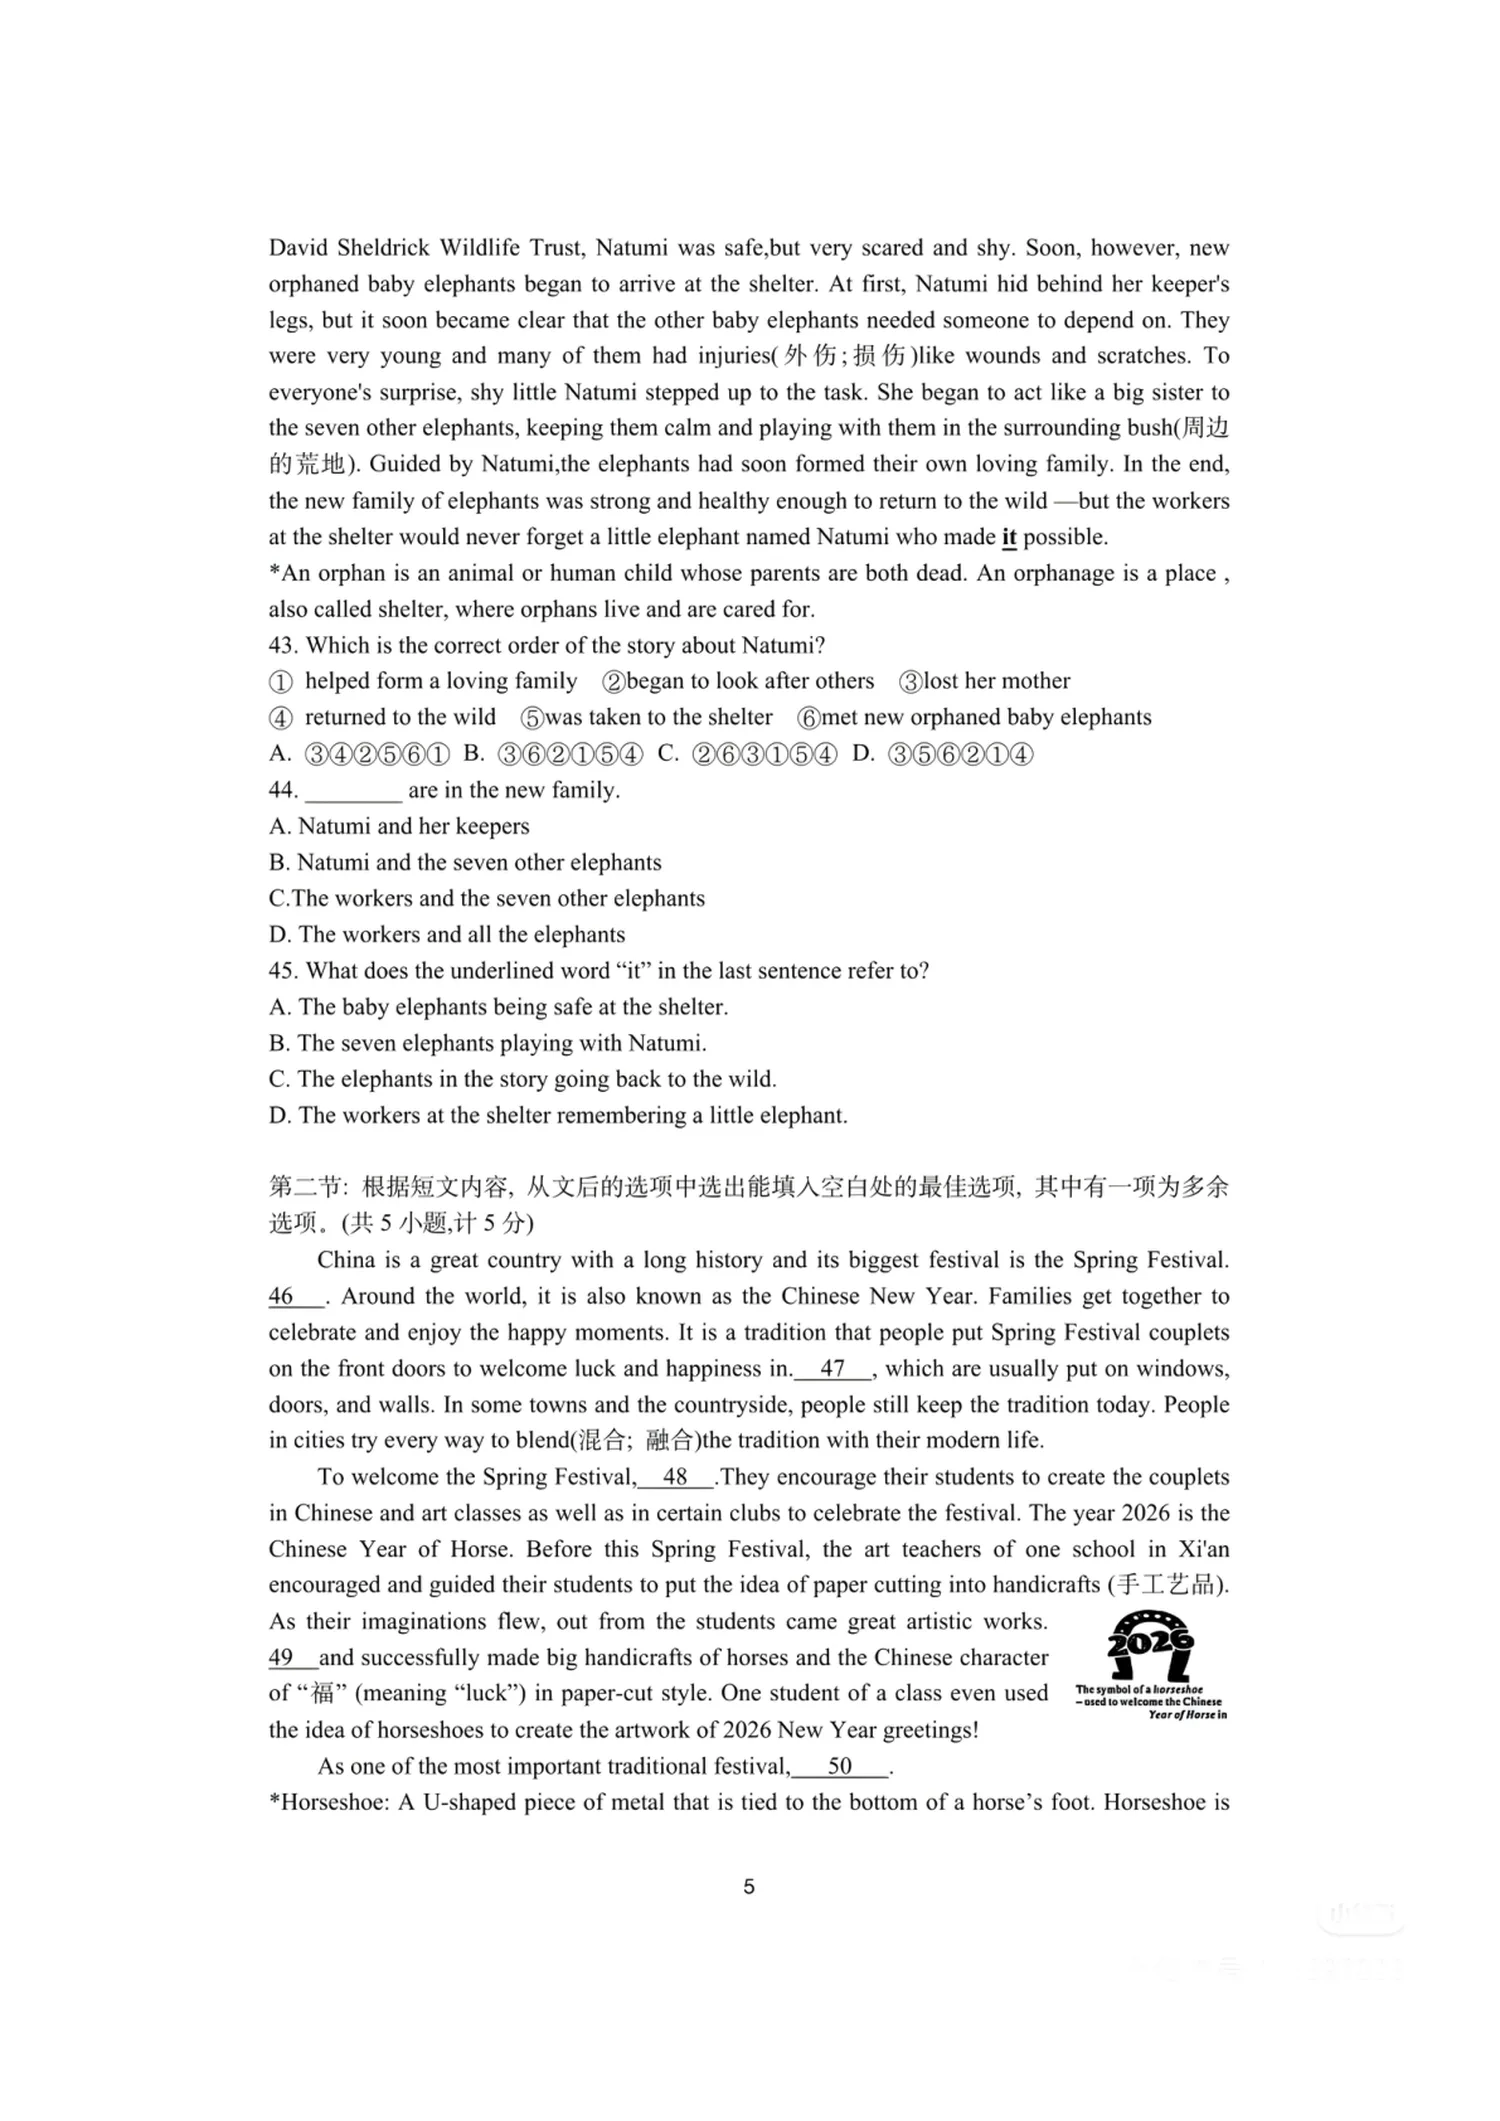 David Sheldrick Wildlife Trust, Natumi was safe,but very scared and shy. Soon, however, new
orphaned baby elephants began to arrive at the shelter. At first, Natumi hid behind her keeper's
legs, but it soon became clear that the other baby elephants needed someone to depend on. They
were very young and many of them had injuries(外伤;损伤)like wounds and scratches. To
everyone's surprise, shy little Natumi stepped up to the task. She began to act like a big sister to
the seven other elephants, keeping them calm and playing with them in the surrounding bush(周边
的荒地). Guided by Natumi,the elephants had soon formed their own loving family. In the end,
the new family of elephants was strong and healthy enough to return to the wild —but the workers
at the shelter would never forget a little elephant named Natumi who made it possible.
*An orphan is an animal or human child whose parents are both dead. An orphanage is a place ,
also called shelter, where orphans live and are cared for.
43. Which is the correct order of the story about Natumi?
① helped form a loving family ②began to look after others ③lost her mother
④ returned to the wild ⑤was taken to the shelter ⑥met new orphaned baby elephants
A. ③④②⑤⑥① B. ③⑥②①⑤④ C. ②⑥③①⑤④ D. ③⑤⑥②①④
44. ________ are in the new family.
A. Natumi and her keepers
B. Natumi and the seven other elephants
C.The workers and the seven other elephants
D. The workers and all the elephants
45. What does the underlined word “it” in the last sentence refer to?
A. The baby elephants being safe at the shelter.
B. The seven elephants playing with Natumi.
C. The elephants in the story going back to the wild.
D. The workers at the shelter remembering a little elephant.
第二节: 根据短文内容, 从文后的选项中选出能填入空白处的最佳选项, 其中有一项为多余
选项。(共 5 小题,计 5 分)
China is a great country with a long history and its biggest festival is the Spring Festival.
46 . Around the world, it is also known as the Chinese New Year. Families get together to
celebrate and enjoy the happy moments. It is a tradition that people put Spring Festival couplets
on the front doors to welcome luck and happiness in. 47 , which are usually put on windows,
doors, and walls. In some towns and the countryside, people still keep the tradition today. People
in cities try every way to blend(混合; 融合)the tradition with their modern life.
To welcome the Spring Festival, 48 .They encourage their students to create the couplets
in Chinese and art classes as well as in certain clubs to celebrate the festival. The year 2026 is the
Chinese Year of Horse. Before this Spring Festival, the art teachers of one school in Xi'an
encouraged and guided their students to put the idea of paper cutting into handicrafts (手工艺品).
As their imaginations flew, out from the students came great artistic works.
49 and successfully made big handicrafts of horses and the Chinese character
of “福” (meaning “luck”) in paper-cut style. One student of a class even used
the idea of horseshoes to create the artwork of 2026 New Year greetings!
2026
The symbol of a horseshoe
– used to welcome the Chinese
Year of Horse in
As one of the most important traditional festival, 50 .
*Horseshoe: A U-shaped piece of metal that is tied to the bottom of a horse’s foot. Horseshoe is
5